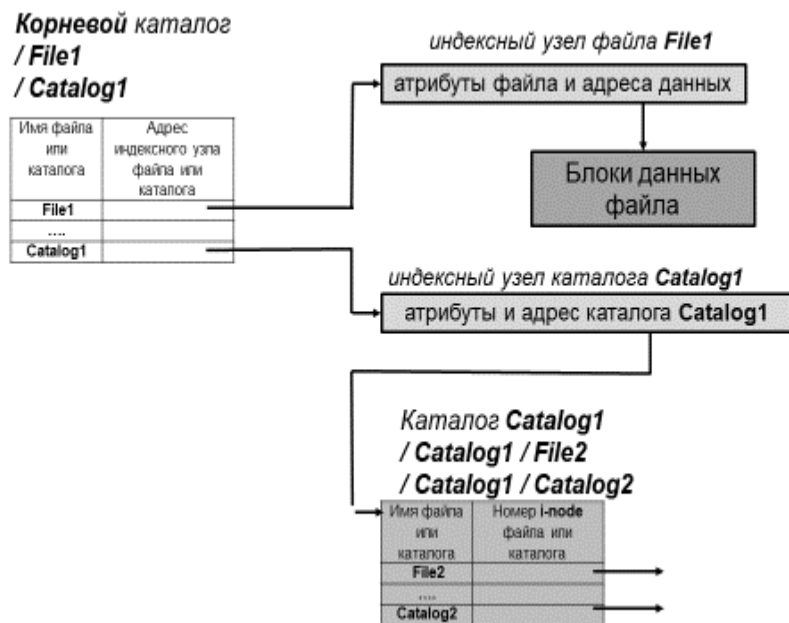 Корневой каталог
/ File1
/ Catalog1
Имя файла
или
каталога
Адрес
индексного узла
файла или
каталога
File1
....
Catalog1
индексный узел файла File1
атрибуты файла и адреса данных
Блоки данных
файла
индексный узел каталога Catalog1
атрибуты и адрес каталога Catalog1
Каталог Catalog1
/ Catalog1 / File2
/ Catalog1 / Catalog2
Имя файла
или
каталога
Номер i-node
файла или
каталога
File2
....
Catalog2